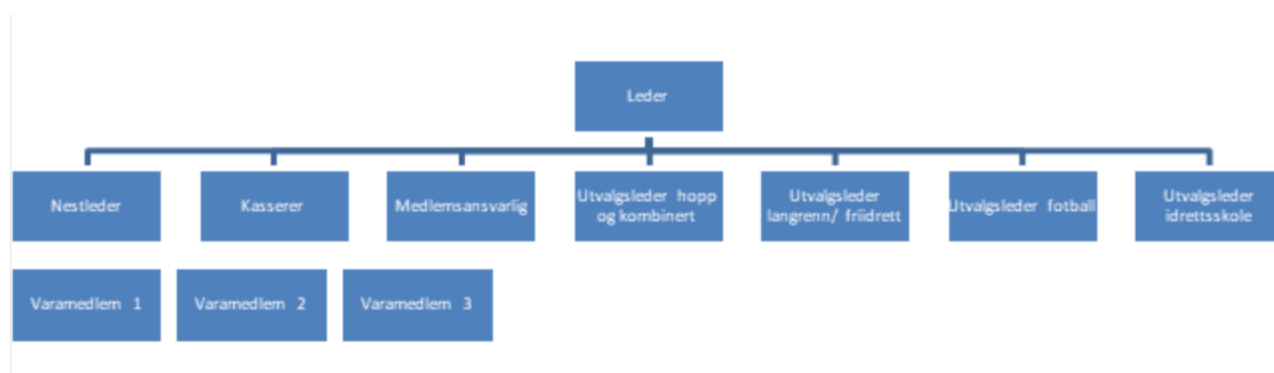 Leder
Nestleder
Kasserer
Medlemsansvarlig
Utvalgsleder hopp
og kombinert
Utvalgsleder
langrenn/ friidrett
Utvalgsleder fotball
Utvalgsleder
idrettsskole
Varamedlem 1
Varamedlem 2
Varamedlem 3